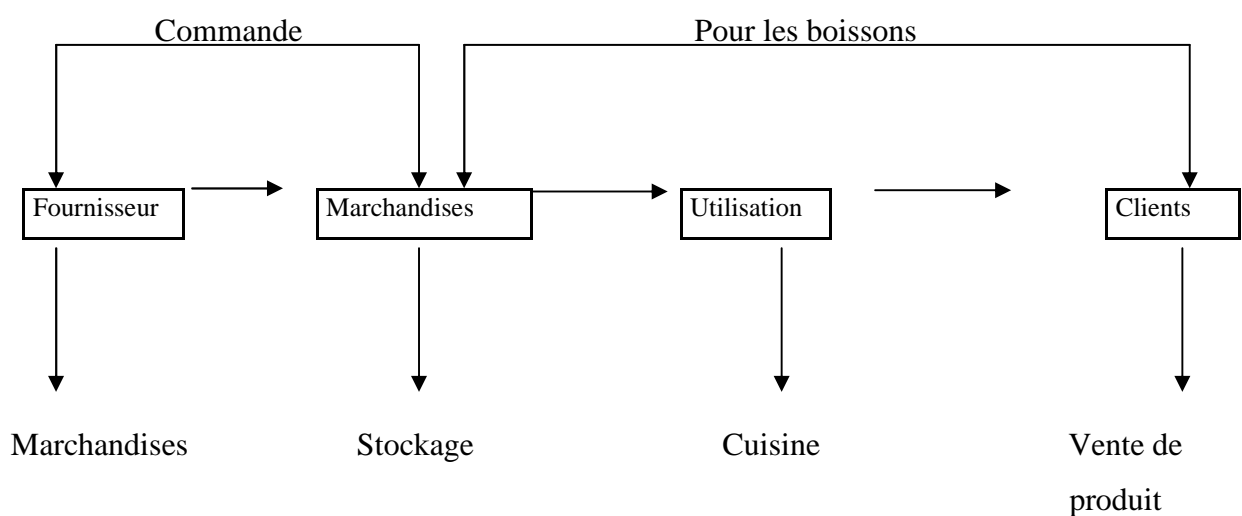 Commande
Pour les boissons
Fournisseur
Marchandises
Utilisation
Clients
Marchandises
Stockage
Cuisine
Vente de
produit